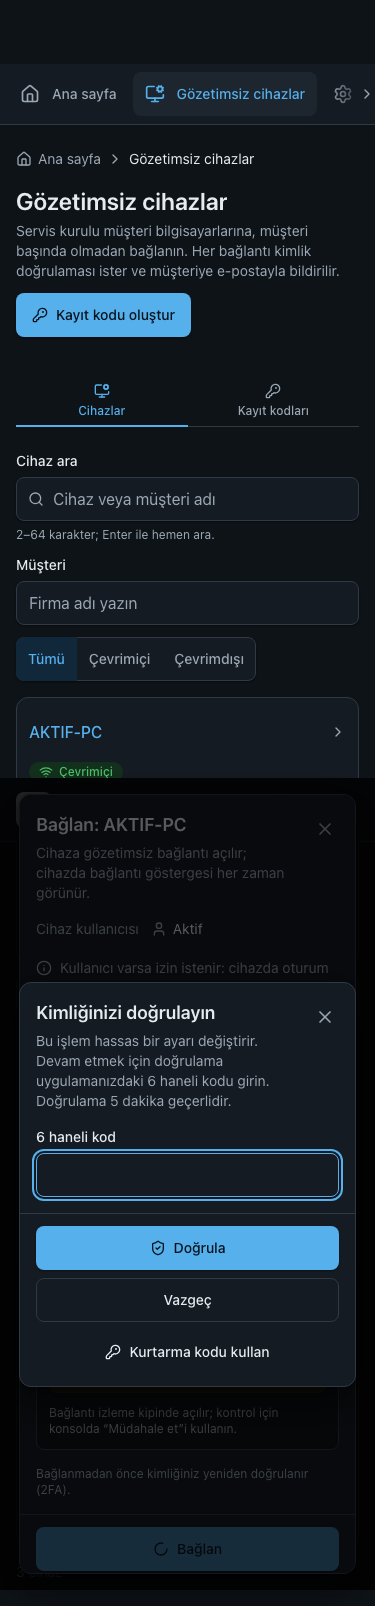 Ana sayfa
Gözetimsiz cihazlar
Ana sayfa
Gözetimsiz cihazlar
Gözetimsiz cihazlar
Servis kurulu müşteri bilgisayarlarına, müşteri
başında olmadan bağlanın. Her bağlantı kimlik
doğrulaması ister ve müşteriye e-postayla bildirilir.
Kayıt kodu oluştur
Cihazlar
Kayıt kodları
Cihaz ara
Cihaz veya müşteri adı
2–64 karakter; Enter ile hemen ara.
Müşteri
Firma adı yazın
Tümü
Çevrimiçi
Çevrimdışı
AKTIF-PC
Çevrimiçi
Bağlan: AKTIF-PC
Cihaza gözetimsiz bağlantı açılır;
cihazda bağlantı göstergesi her zaman
görünür.
Cihaz kullanıcısı
Aktif
Kullanıcı varsa izin istenir: cihazda oturum
Kimliğinizi doğrulayın
Bu işlem hassas bir ayarı değiştirir.
Devam etmek için doğrulama
uygulamanızdaki 6 haneli kodu girin.
Doğrulama 5 dakika geçerlidir.
6 haneli kod
Doğrula
Vazgeç
Kurtarma kodu kullan
Bağlantı izleme kipinde açılır; kontrol için
konsolda “Müdahale et”i kullanın.
Bağlanmadan önce kimliğiniz yeniden doğrulanır
(2FA).
Bağlan